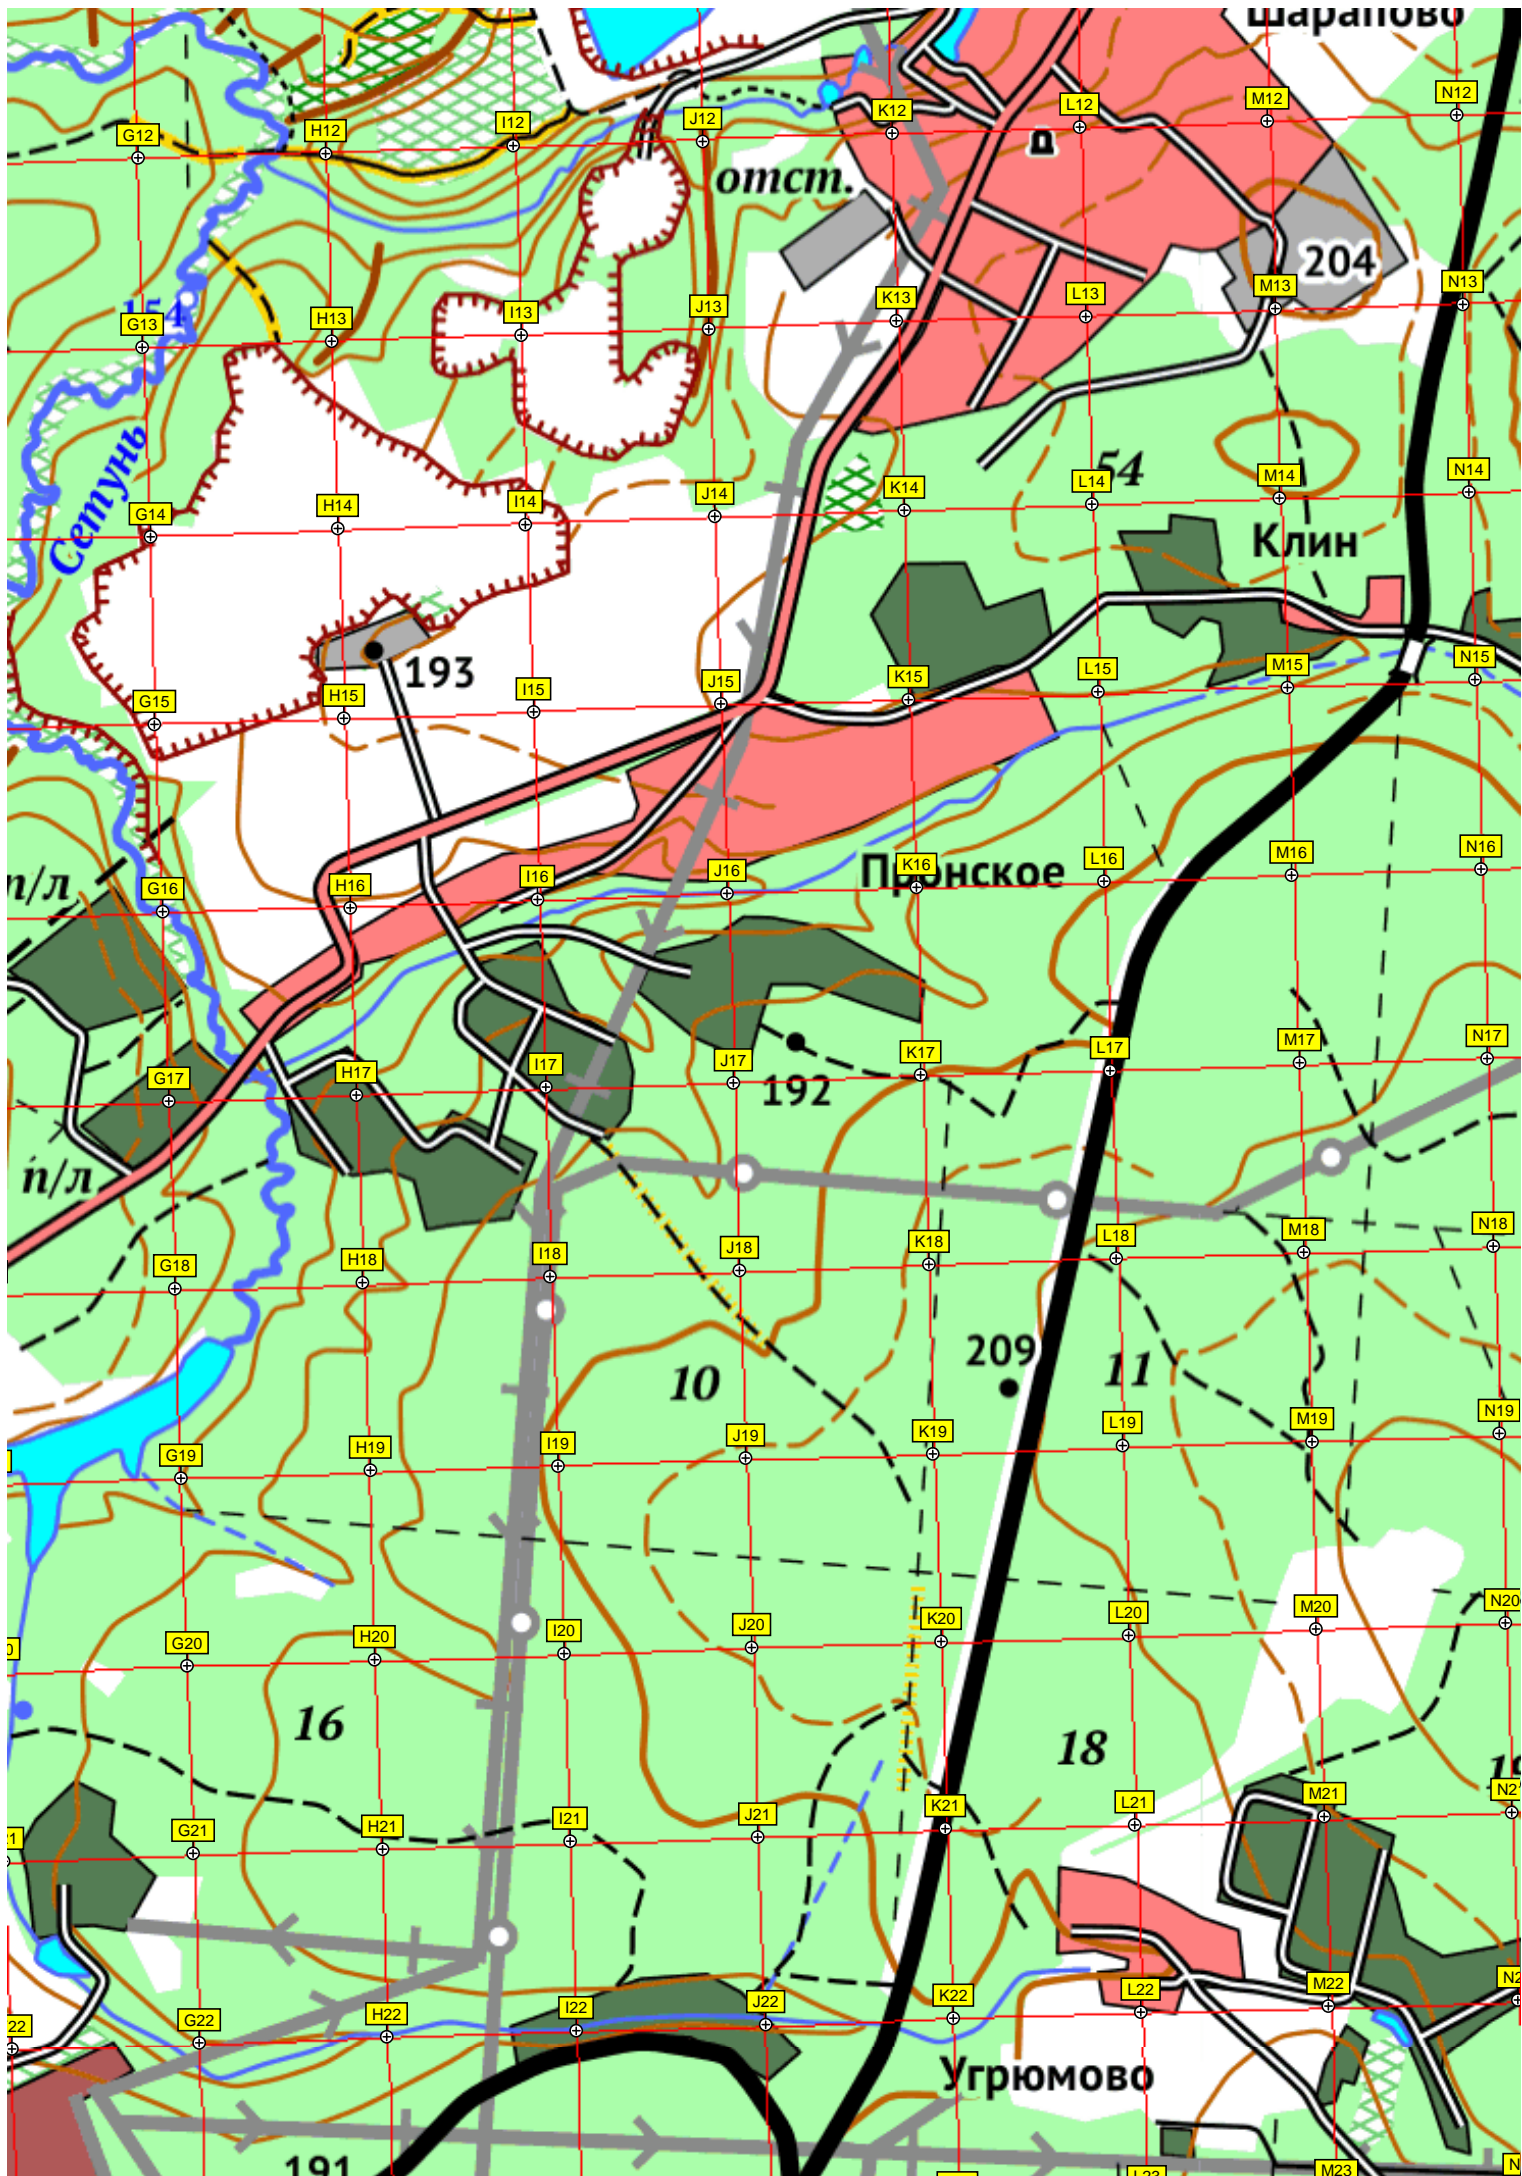 Шарапово
G12 H12 I12 J12 K12 L12 M12 N12
д
отст.
204
154
G13 H13 I13 J13 K13 L13 M13 N13
Сетунь
54
G14 H14 I14 J14 K14 L14 M14 N14
Клин
193
G15 H15 I15 J15 K15 L15 M15 N15
Пронское
п/л
G16 H16 I16 J16 K16 L16 M16 N16
G17 H17 I17 J17 K17 L17 M17 N17
192
п/л
G18 H18 I18 J18 K18 L18 M18 N18
209
10
11
G19 H19 I19 J19 K19 L19 M19 N19
G20 H20 I20 J20 K20 L20 M20 N20
16
18
G21 H21 I21 J21 K21 L21 M21
G22 H22 I22 J22 K22 L22 M22
Угрюмово
191
L23 M23